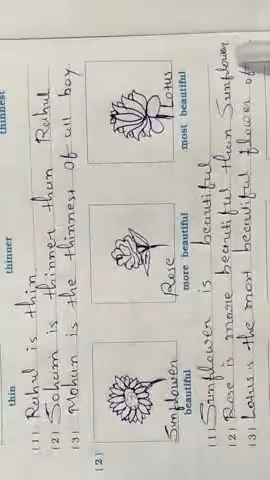 thin thinner thinnest
(1) Rahul is thin
(2) Soham is thinner than Rahul
(3) Mohan is the thinnest of all boy
(2)
Sunflower Rose Lotus
beautiful more beautiful most beautiful
(1) Sunflower is beautiful
(2) Rose is more beautiful than Sunflower
(3) Lotus is the most beautiful flower of